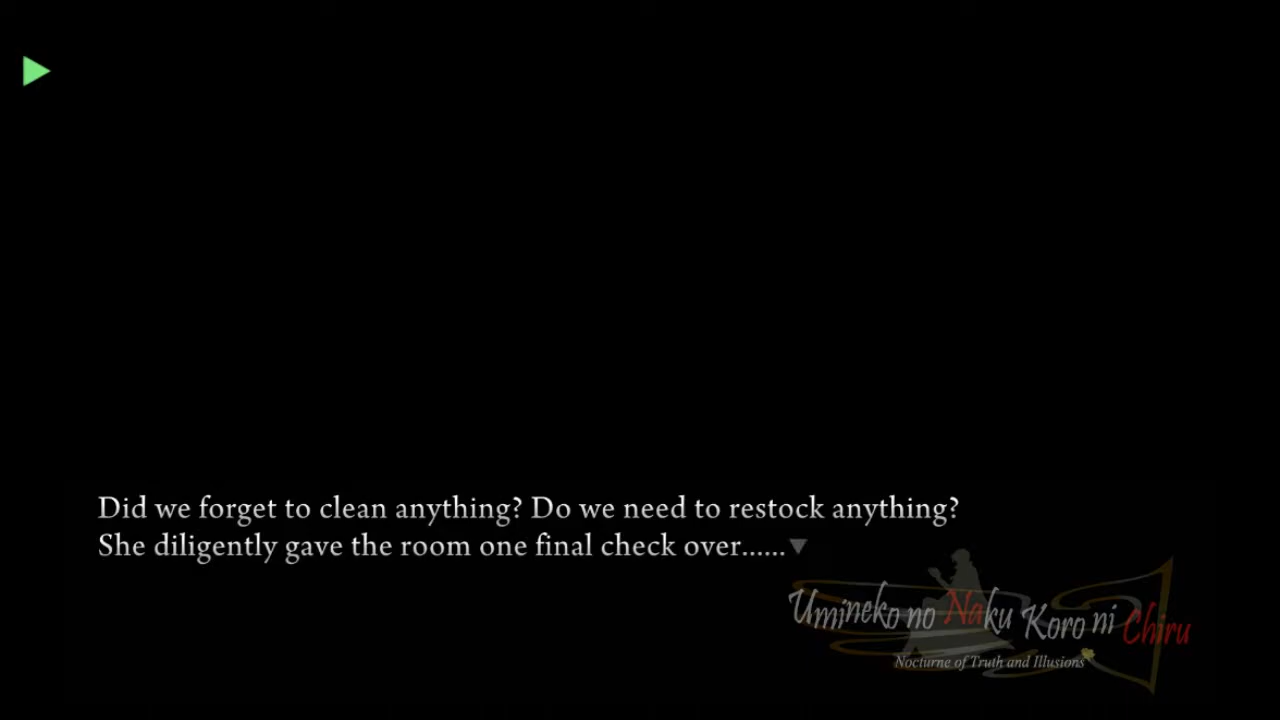 Did we forget to clean anything? Do we need to restock anything?
She diligently gave the room one final check over......
Umineko no Naku Koro ni Chiru
Nocturne of Truth and Illusions